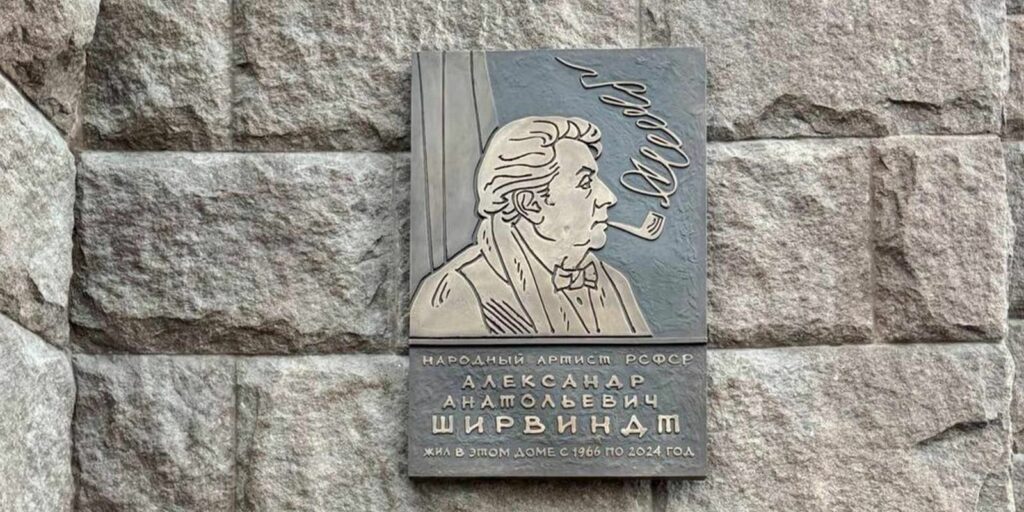 НАРОДНЫЙ АРТИСТ РСФСР
АЛЕКСАНДР
АНАТОЛЬЕВИЧ
ШИРВИНДТ
ЖИЛ В ЭТОМ ДОМЕ С 1966 ПО 2024 ГОД